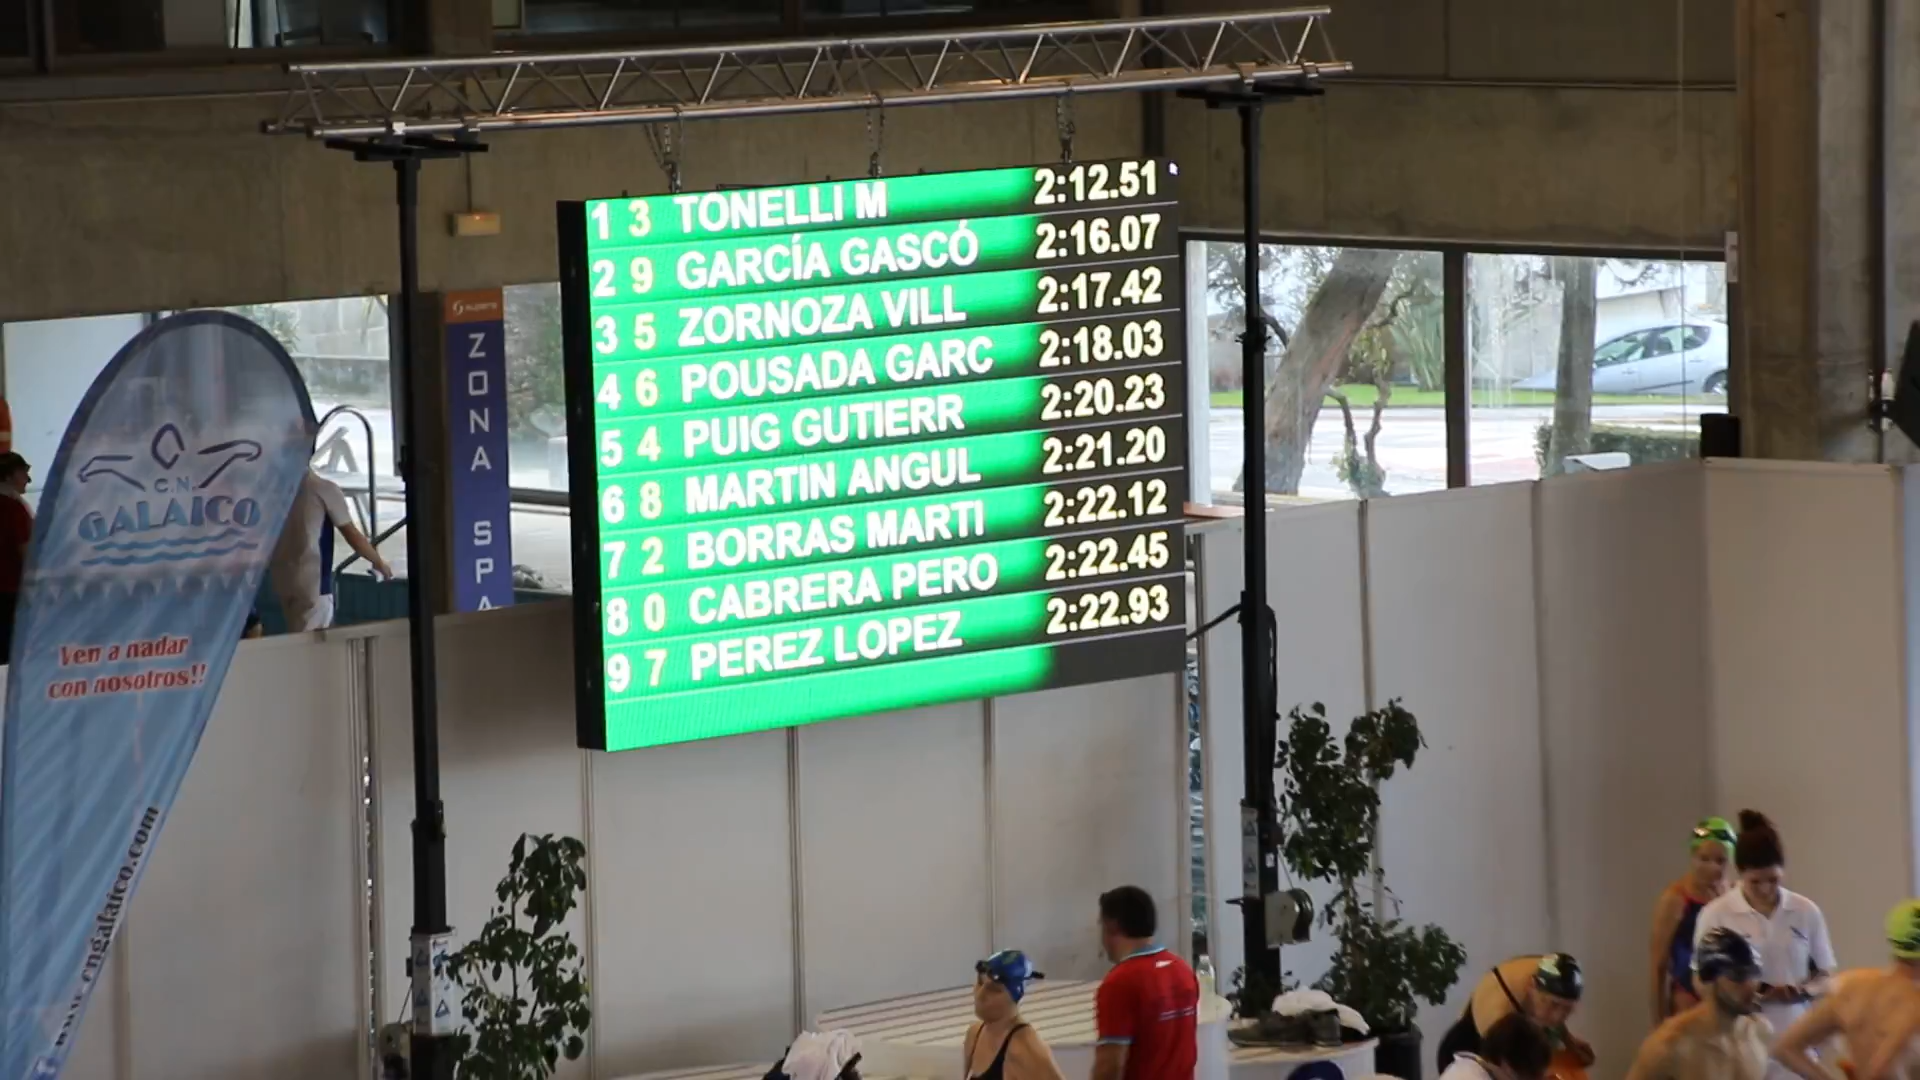 1 3 TONELLI M 2:12.51
2 9 GARCÍA GASCÓ 2:16.07
3 5 ZORNOZA VILL 2:17.42
4 6 POUSADA GARC 2:18.03
5 4 PUIG GUTIERR 2:20.23
6 8 MARTIN ANGUL 2:21.20
7 2 BORRAS MARTI 2:22.12
8 0 CABRERA PERO 2:22.45
9 7 PEREZ LOPEZ 2:22.93
ZONA SPA
C.N.
GALAICO
Ven a nadar
con nosotros!!
www.cngalaico.com